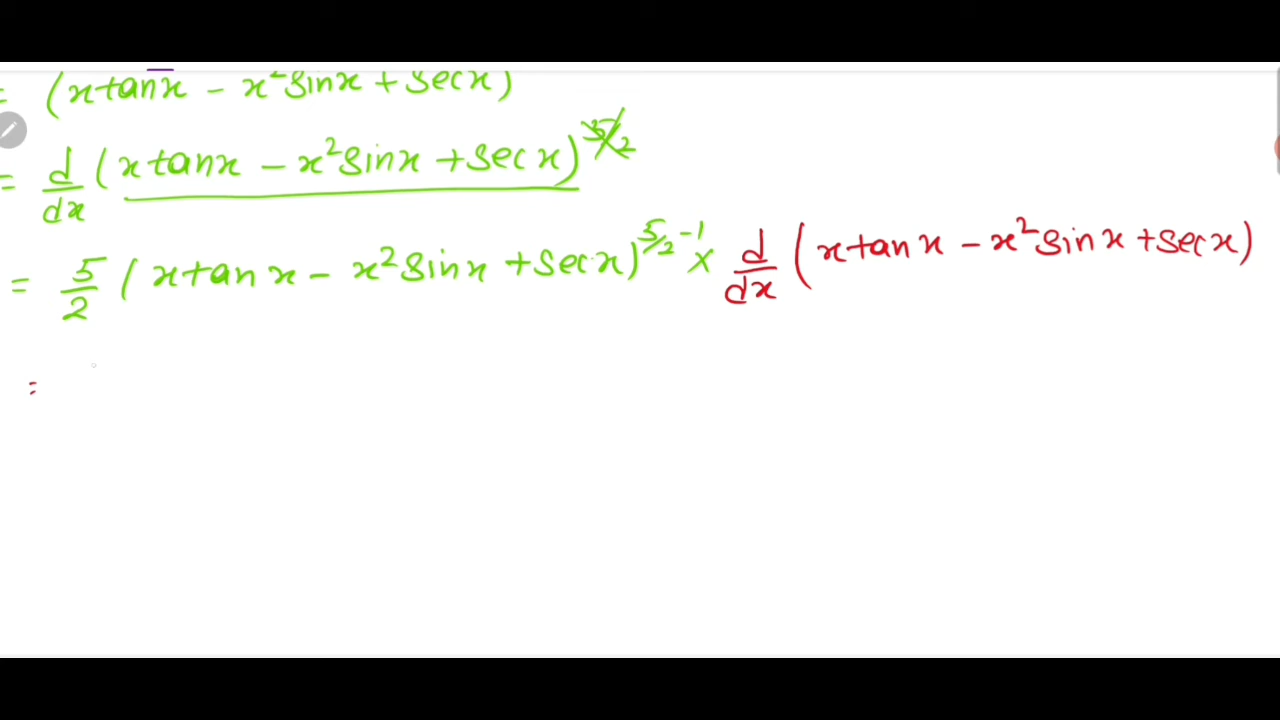 = (x tan x - x² sin x + sec x)
= d/dx (x tan x - x² sin x + sec x)^5/2
= 5/2 (x tan x - x² sin x + sec x)^5/2 -1 × d/dx (x tan x - x² sin x + sec x)
=